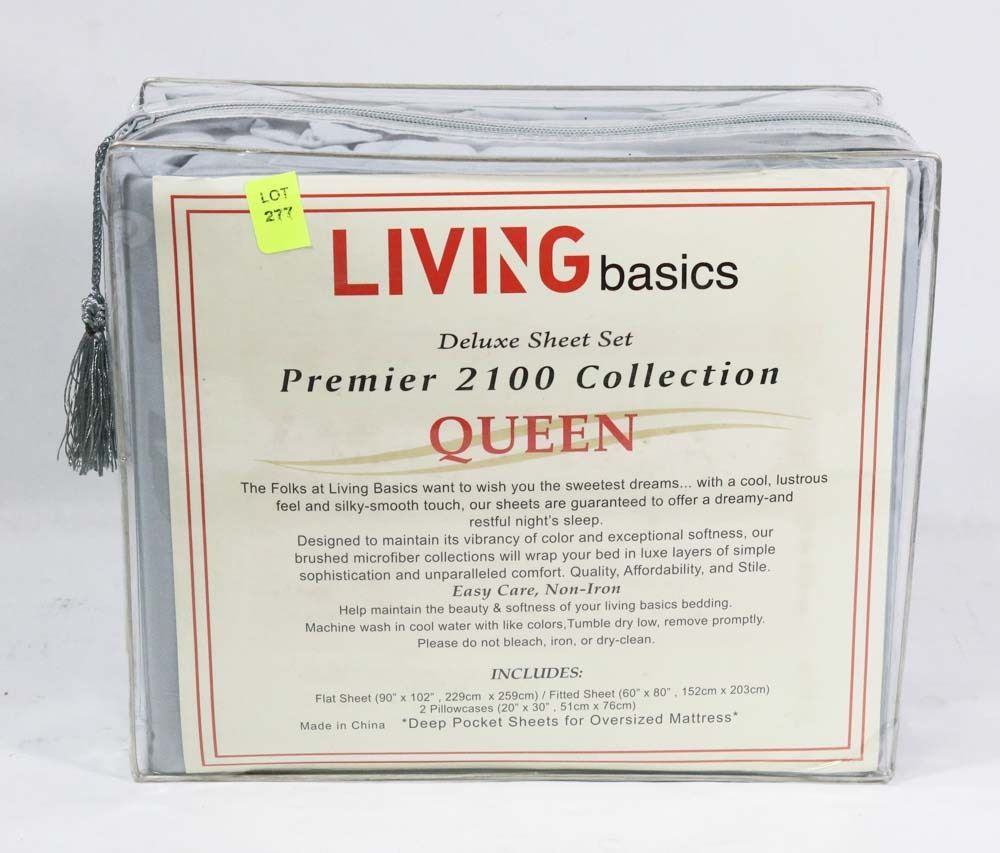 LOT
277
LIVING basics
Deluxe Sheet Set
Premier 2100 Collection
QUEEN
The Folks at Living Basics want to wish you the sweetest dreams... with a cool, lustrous
feel and silky-smooth touch, our sheets are guaranteed to offer a dreamy-and
restful night's sleep.
Designed to maintain its vibrancy of color and exceptional softness, our
brushed microfiber collections will wrap your bed in luxe layers of simple
sophistication and unparalleled comfort. Quality, Affordability, and Stile.
Easy Care, Non-Iron
Help maintain the beauty & softness of your living basics bedding.
Machine wash in cool water with like colors,Tumble dry low, remove promptly.
Please do not bleach, iron, or dry-clean.
INCLUDES:
Flat Sheet (90" x 102" , 229cm x 259cm) / Fitted Sheet (60" x 80" , 152cm x 203cm)
2 Pillowcases (20" x 30" , 51cm x 76cm)
Made in China *Deep Pocket Sheets for Oversized Mattress*